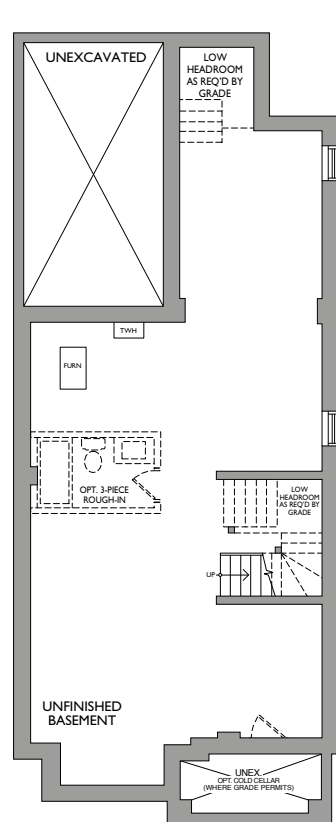 UNEXCAVATED
LOW
HEADROOM
AS REQ'D BY
GRADE
TWH
FURN
OPT. 3-PIECE
ROUGH-IN
LOW
HEADROOM
AS REQ'D BY
GRADE
UP
UNFINISHED
BASEMENT
UNEX.
OPT. COLD CELLAR
(WHERE GRADE PERMITS)